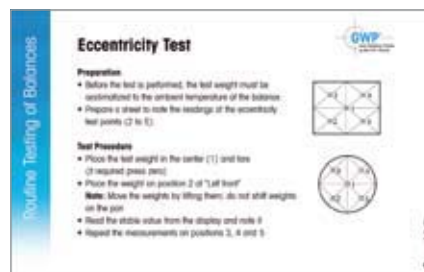 Routine Testing of Balances
Eccentricity Test
GWP
Preparation
• Before the test is performed, the test weight must be
acclimatized to the ambient temperature of the balance
• Prepare a sheet to note the readings of the eccentricity
test points (2 to 5)
Test Procedure
• Place the test weight in the center (1) and tare
(if required press zero)
• Place the weight on position 2 at "Left front"
Note: Move the weights by lifting them, do not shift weights
on the pan
• Read the stable value from the display and note it
• Repeat the measurements on positions 3, 4 and 5